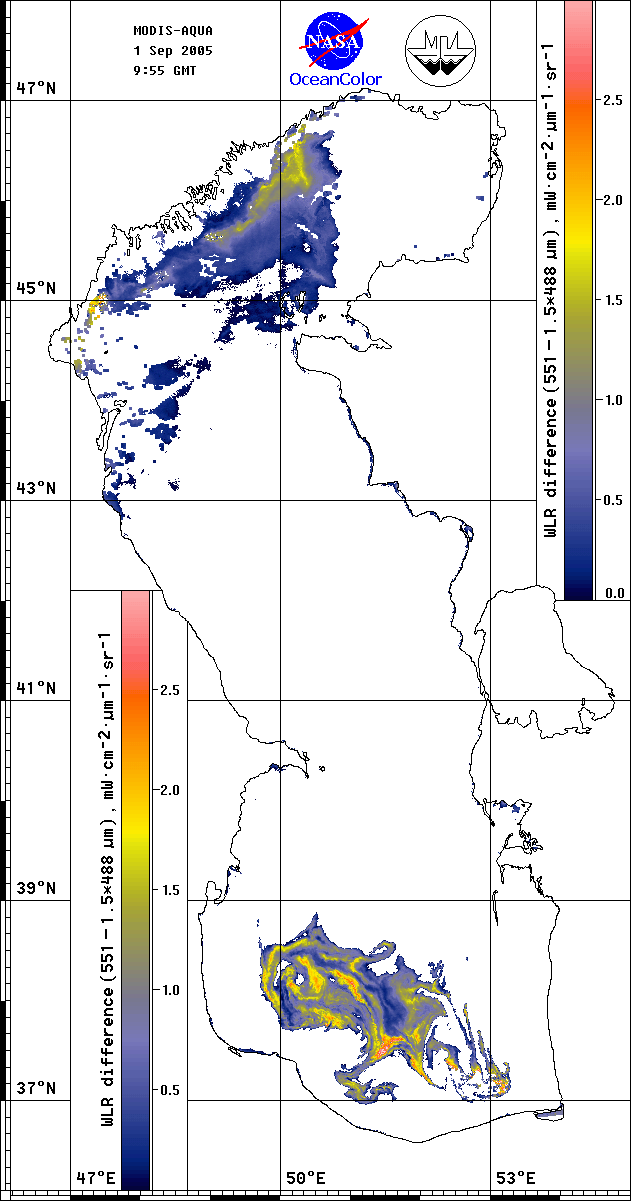 MODIS-AQUA
1 Sep 2005
9:55 GMT
NASA
OceanColor
47°N
45°N
43°N
41°N
39°N
37°N
47°E
50°E
53°E
WLR difference (551-1.5*488 µm), mW·cm-2·µm-1·sr-1
2.5
2.0
1.5
1.0
0.5
0.0
WLR difference (551-1.5*488 µm), mW·cm-2·µm-1·sr-1
2.5
2.0
1.5
1.0
0.5